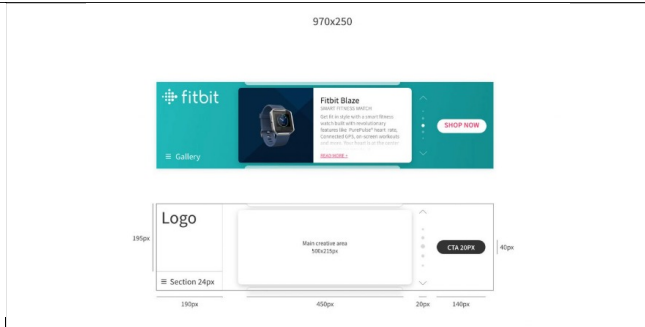 970x250
fitbit
Fitbit Blaze
SMART FITNESS WATCH
Get fit in style with a smart fitness
watch built with revolutionary
features like PurePulse® heart rate,
Connected GPS, on-screen workouts
and more.
READ MORE >
SHOP NOW
≡ Gallery
Logo
195px
Main creative area
500x215px
CTA 20PX
40px
≡ Section 24px
190px
450px
20px
140px